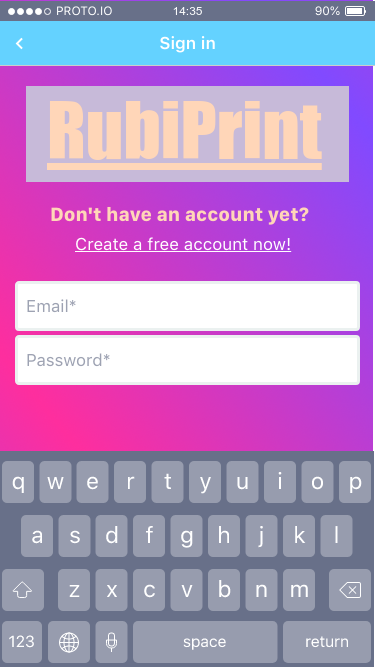 PROTO.IO 14:35 90%
Sign in
RubiPrint
Don't have an account yet?
Create a free account now!
Email*
Password*
q w e r t y u i o p
a s d f g h j k l
z x c v b n m
123 space return